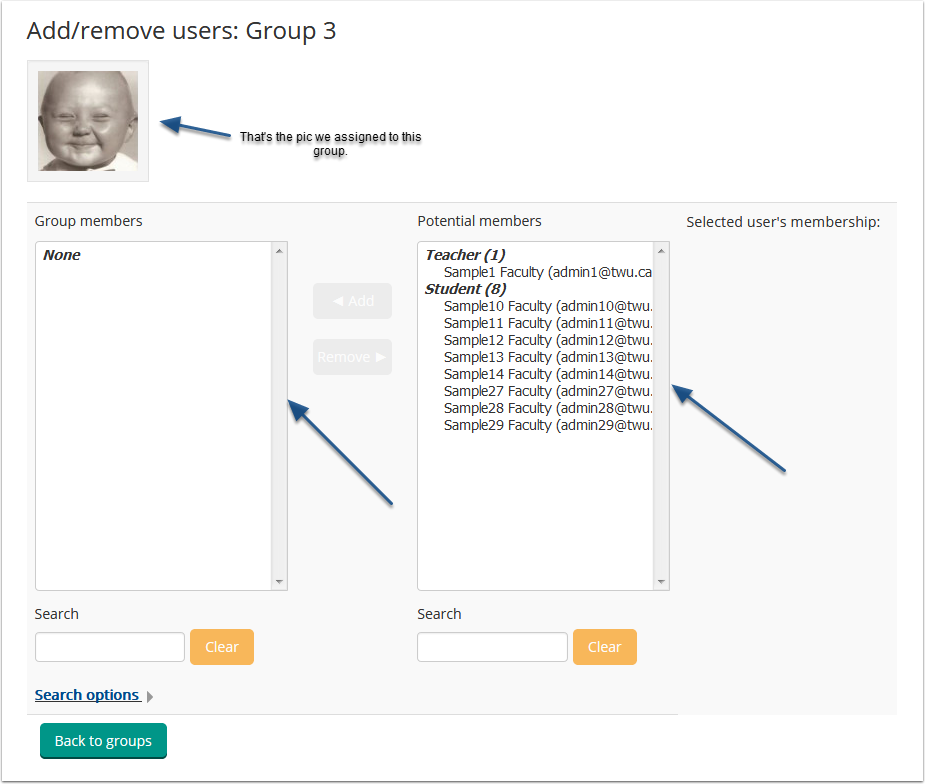 Add/remove users: Group 3
That's the pic we assigned to this
group.
Group members
Potential members
Selected user's membership:
None
Teacher (1)
Sample1 Faculty (admin1@twu.ca
Student (8)
Sample10 Faculty (admin10@twu.
Sample11 Faculty (admin11@twu.
Sample12 Faculty (admin12@twu.
Sample13 Faculty (admin13@twu.
Sample14 Faculty (admin14@twu.
Sample27 Faculty (admin27@twu.
Sample28 Faculty (admin28@twu.
Sample29 Faculty (admin29@twu.
◄ Add
Remove ►
Search
Clear
Search
Clear
Search options
Back to groups